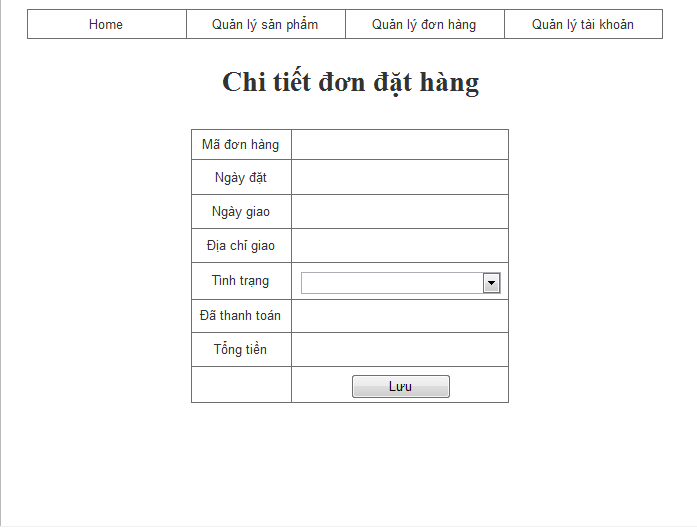 Home Quản lý sản phẩm Quản lý đơn hàng Quản lý tài khoản
Chi tiết đơn đặt hàng
Mã đơn hàng
Ngày đặt
Ngày giao
Địa chỉ giao
Tình trạng
Đã thanh toán
Tổng tiền
Lưu